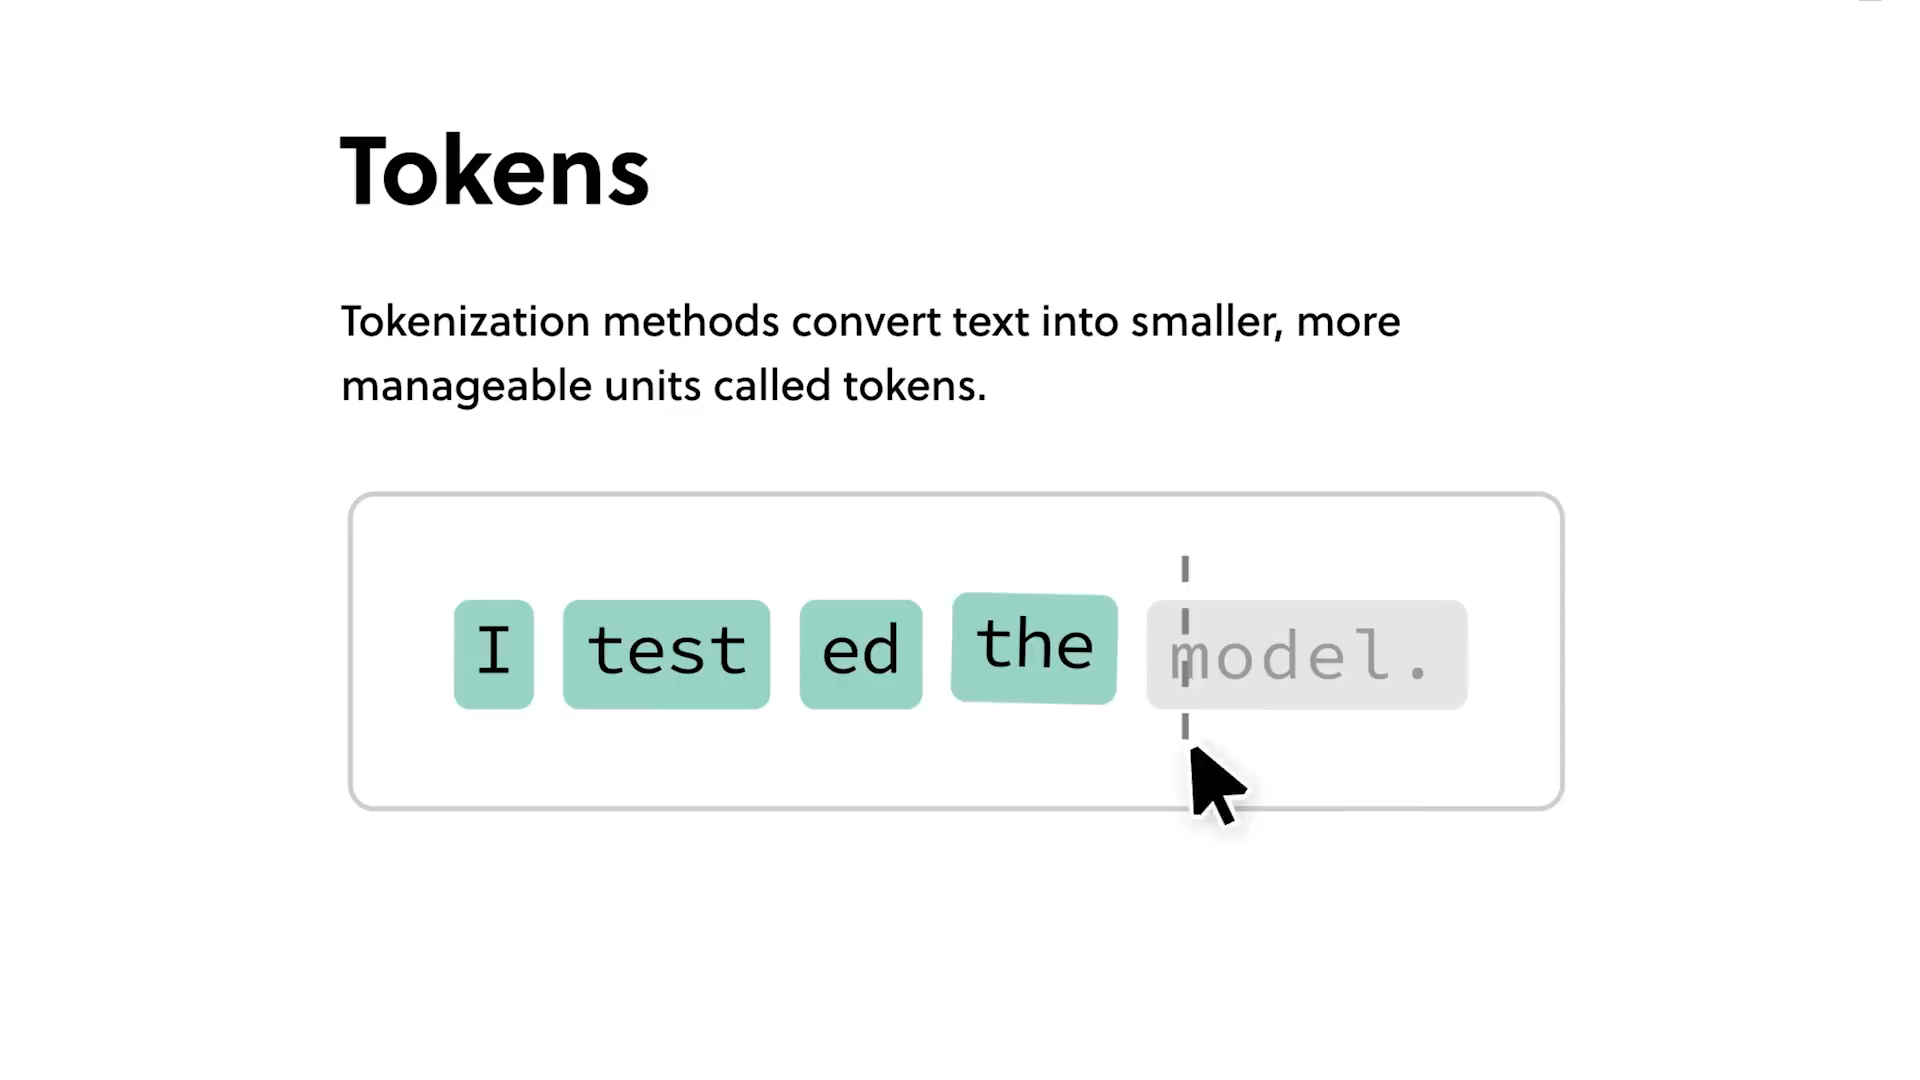 Tokens
Tokenization methods convert text into smaller, more
manageable units called tokens.
I test ed the model.